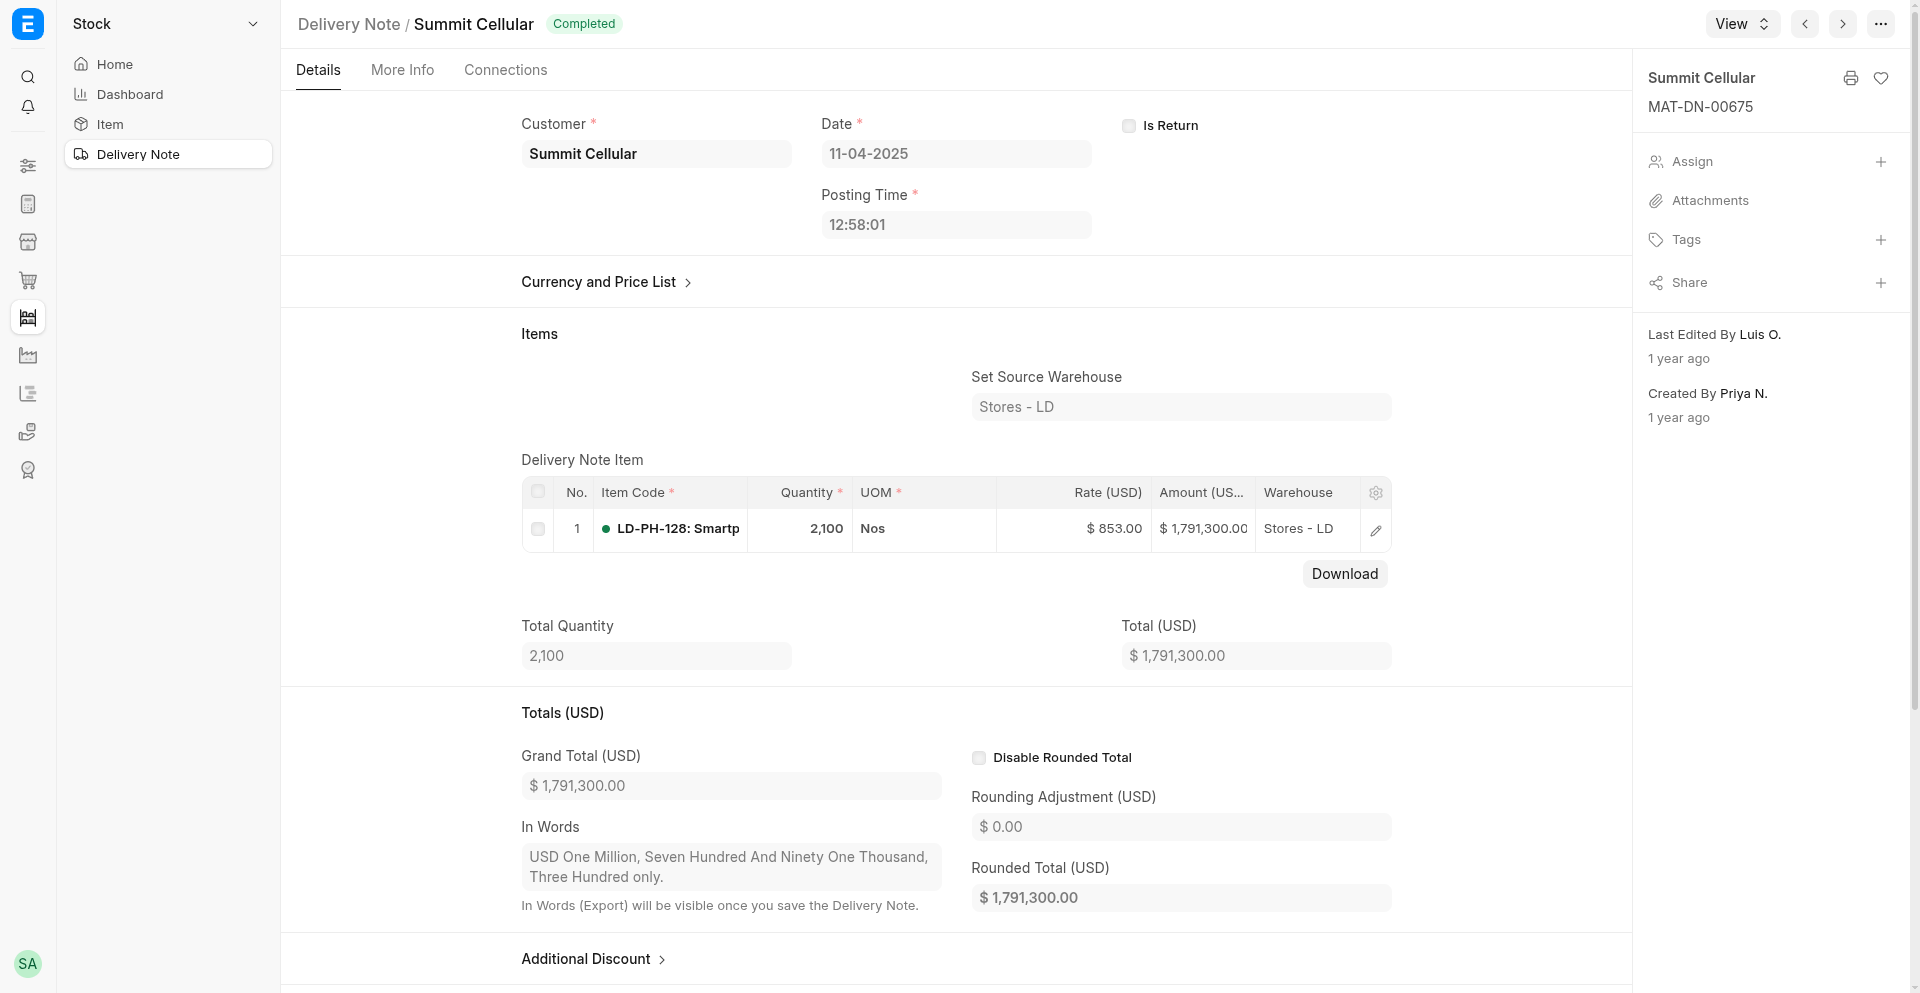 Stock
Home
Dashboard
Item
Delivery Note
SA
Delivery Note / Summit Cellular Completed
View
Details More Info Connections
Customer *
Summit Cellular
Date *
11-04-2025
Is Return
Posting Time *
12:58:01
Currency and Price List
Items
Set Source Warehouse
Stores - LD
Delivery Note Item
No. Item Code * Quantity * UOM * Rate (USD) Amount (US... Warehouse
1 LD-PH-128: Smartp 2,100 Nos $ 853.00 $ 1,791,300.00 Stores - LD
Download
Total Quantity
2,100
Total (USD)
$ 1,791,300.00
Totals (USD)
Grand Total (USD)
$ 1,791,300.00
In Words
USD One Million, Seven Hundred And Ninety One Thousand,
Three Hundred only.
In Words (Export) will be visible once you save the Delivery Note.
Disable Rounded Total
Rounding Adjustment (USD)
$ 0.00
Rounded Total (USD)
$ 1,791,300.00
Additional Discount
Summit Cellular
MAT-DN-00675
Assign
Attachments
Tags
Share
Last Edited By Luis O.
1 year ago
Created By Priya N.
1 year ago